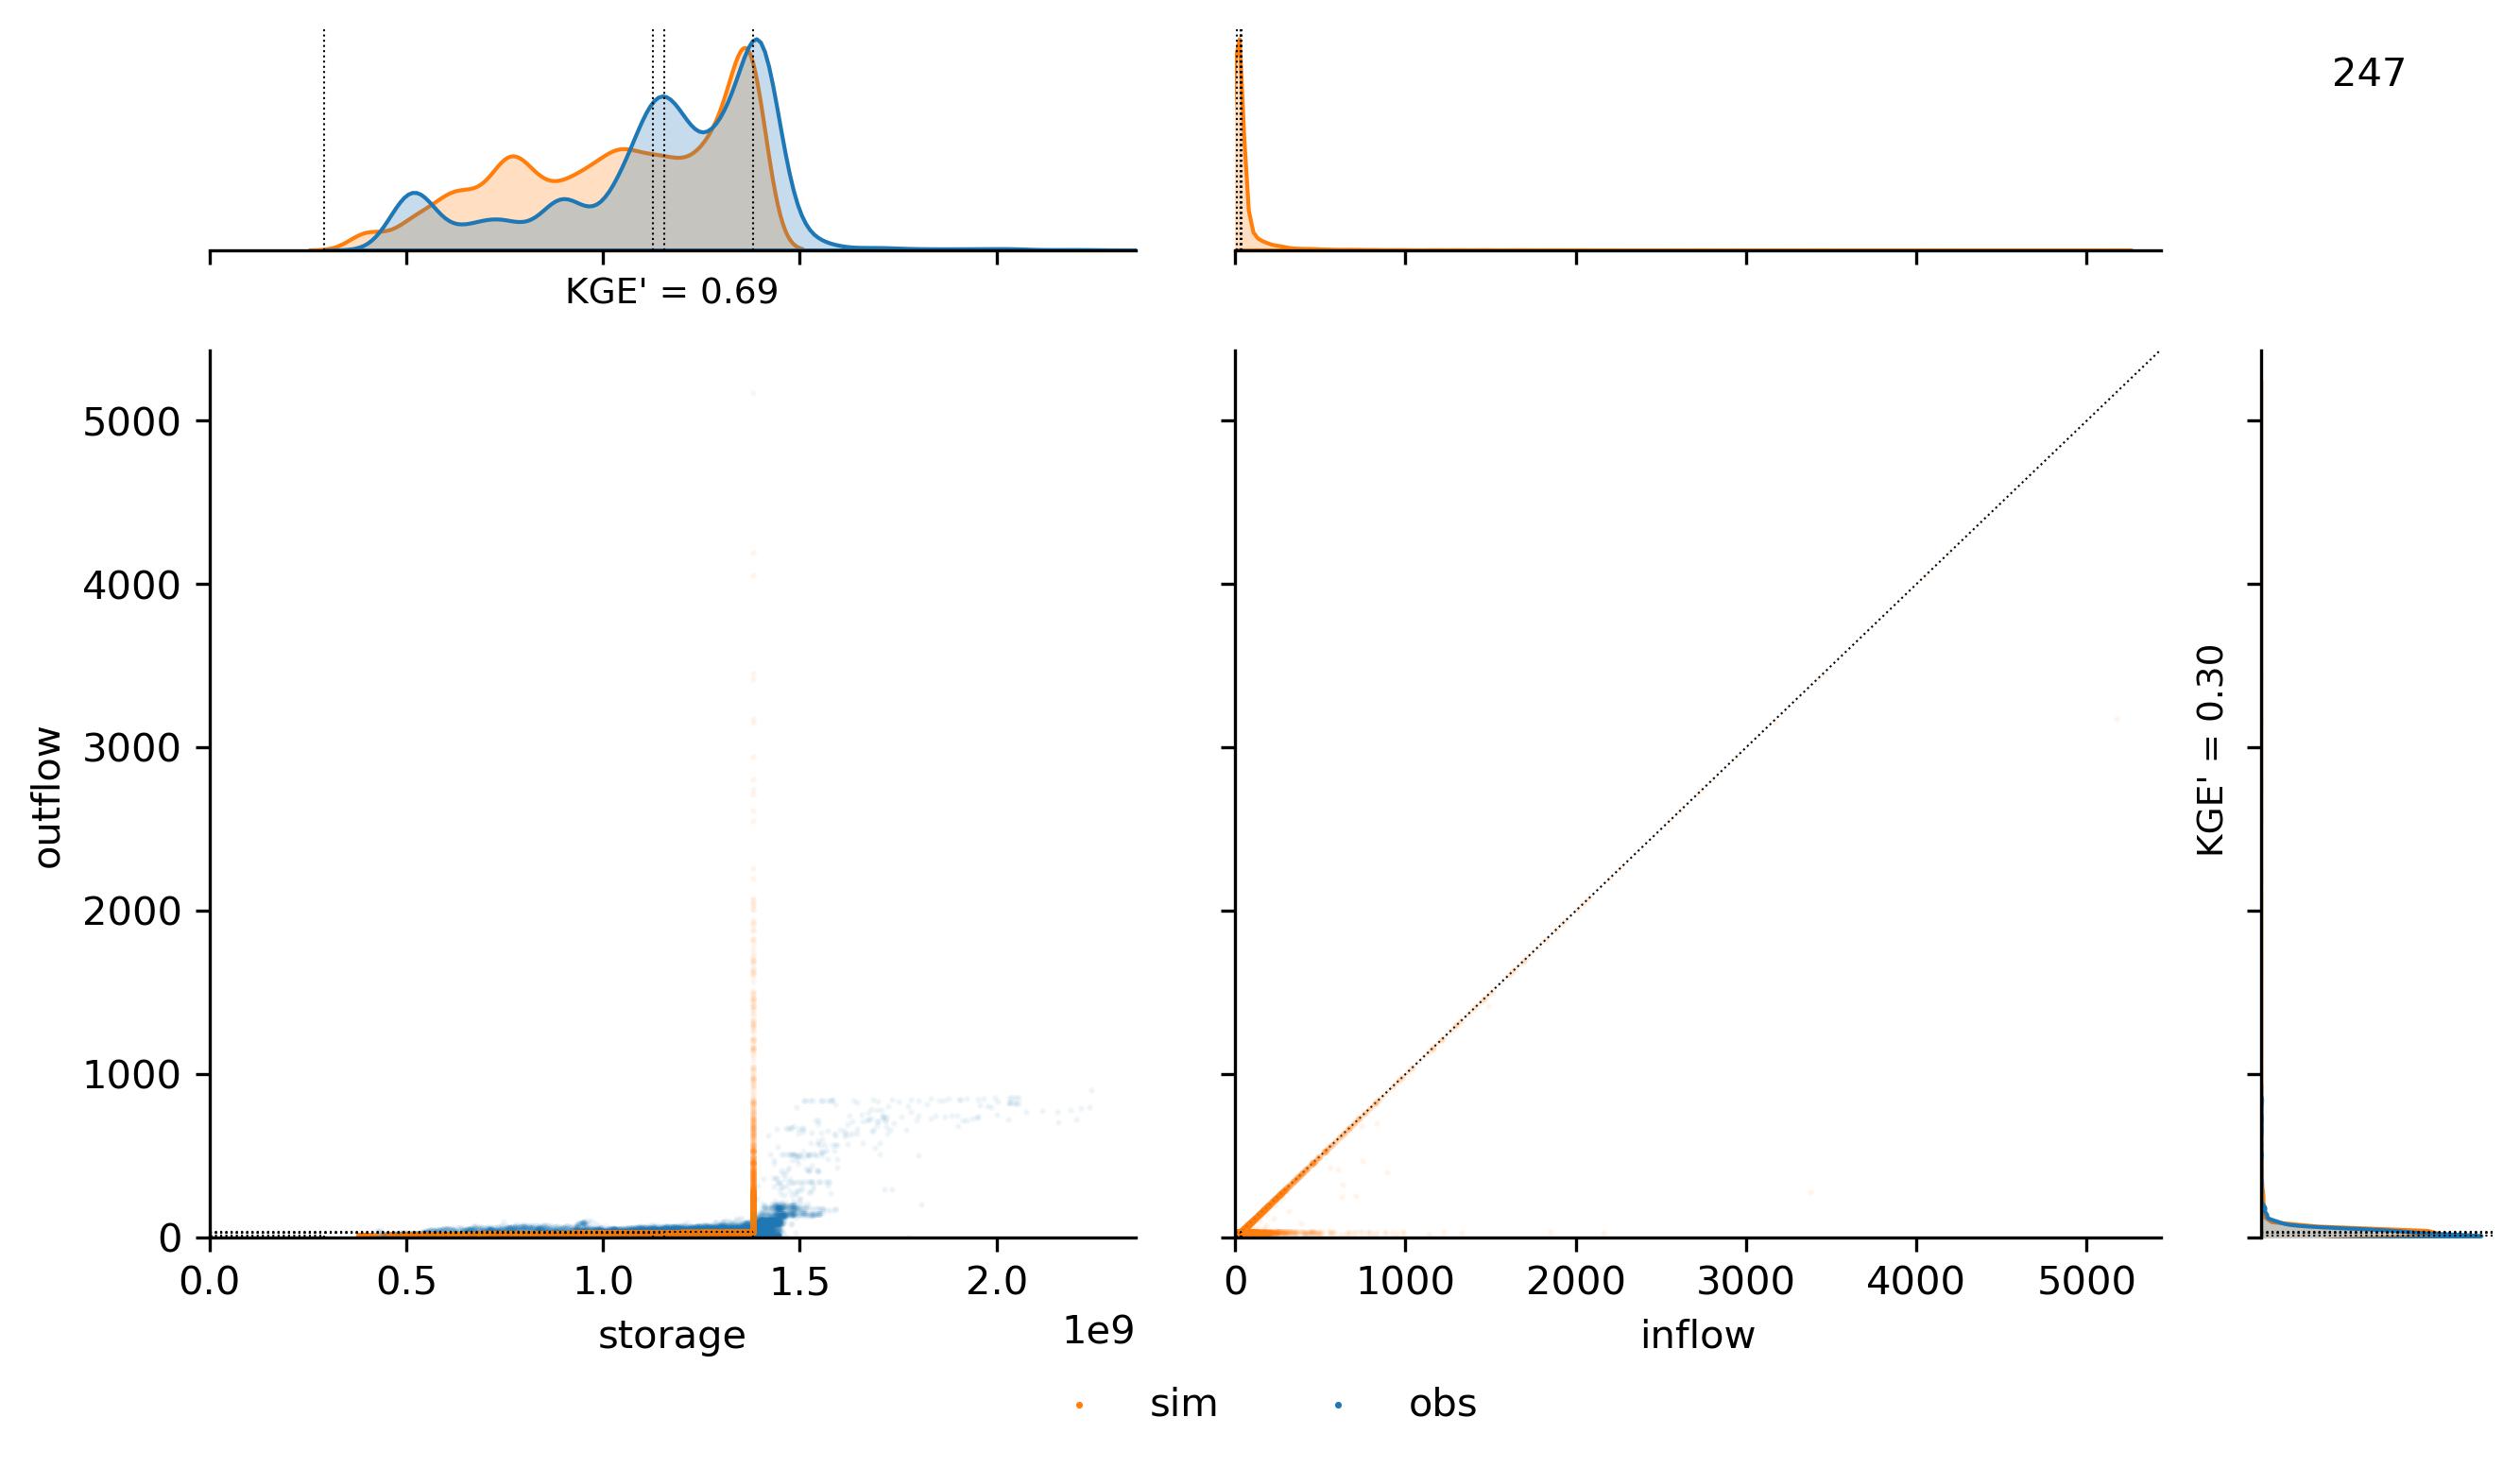 247
KGE' = 0.69
5000
4000
3000
2000
1000
0
outflow
0.0 0.5 1.0 1.5 2.0
storage
1e9
0 1000 2000 3000 4000 5000
inflow
KGE' = 0.30
sim obs